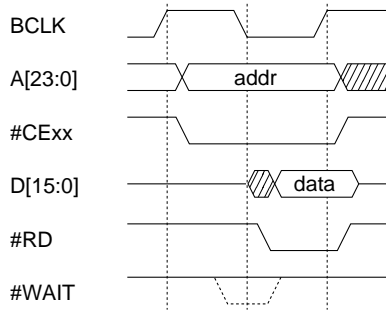 BCLK
A[23:0] addr
#CExx
D[15:0] data
#RD
#WAIT